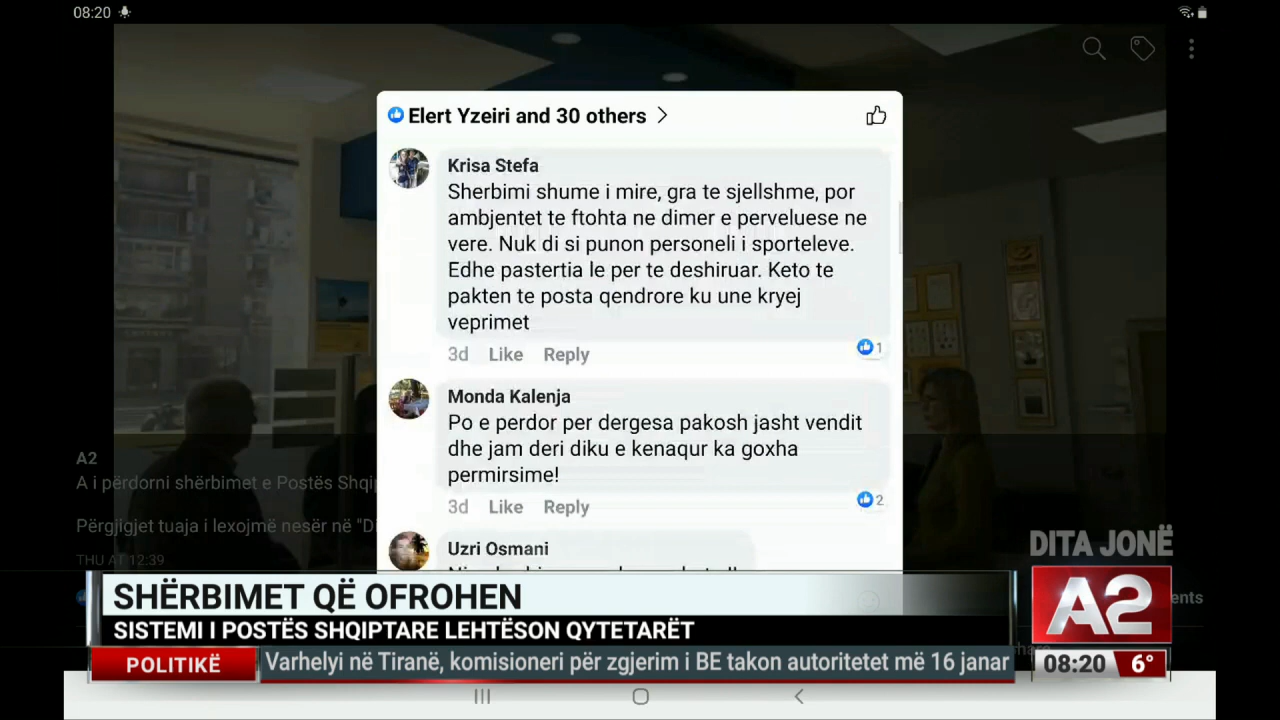 08:20
Elert Yzeiri and 30 others
Krisa Stefa
Sherbimi shume i mire, gra te sjellshme, por
ambjentet te ftohta ne dimer e perveluese ne
vere. Nuk di si punon personeli i sporteleve.
Edhe pastertia le per te deshiruar. Keto te
pakten te posta qendrore ku une kryej
veprimet
3d Like Reply
1
Monda Kalenja
Po e perdor per dergesa pakosh jasht vendit
dhe jam deri diku e kenaqur ka goxha
permirsime!
3d Like Reply
2
Uzri Osmani
A2
A i përdorni shërbimet e Postës Shqi
Përgjigjet tuaja i lexojmë nesër në "Di
THU AT 12:39
ents
DITA JONË
A2
SHËRBIMET QË OFROHEN
SISTEMI I POSTËS SHQIPTARE LEHTËSON QYTETARËT
POLITIKË
Varhelyi në Tiranë, komisioneri për zgjerim i BE takon autoritetet më 16 janar
08:20 6°